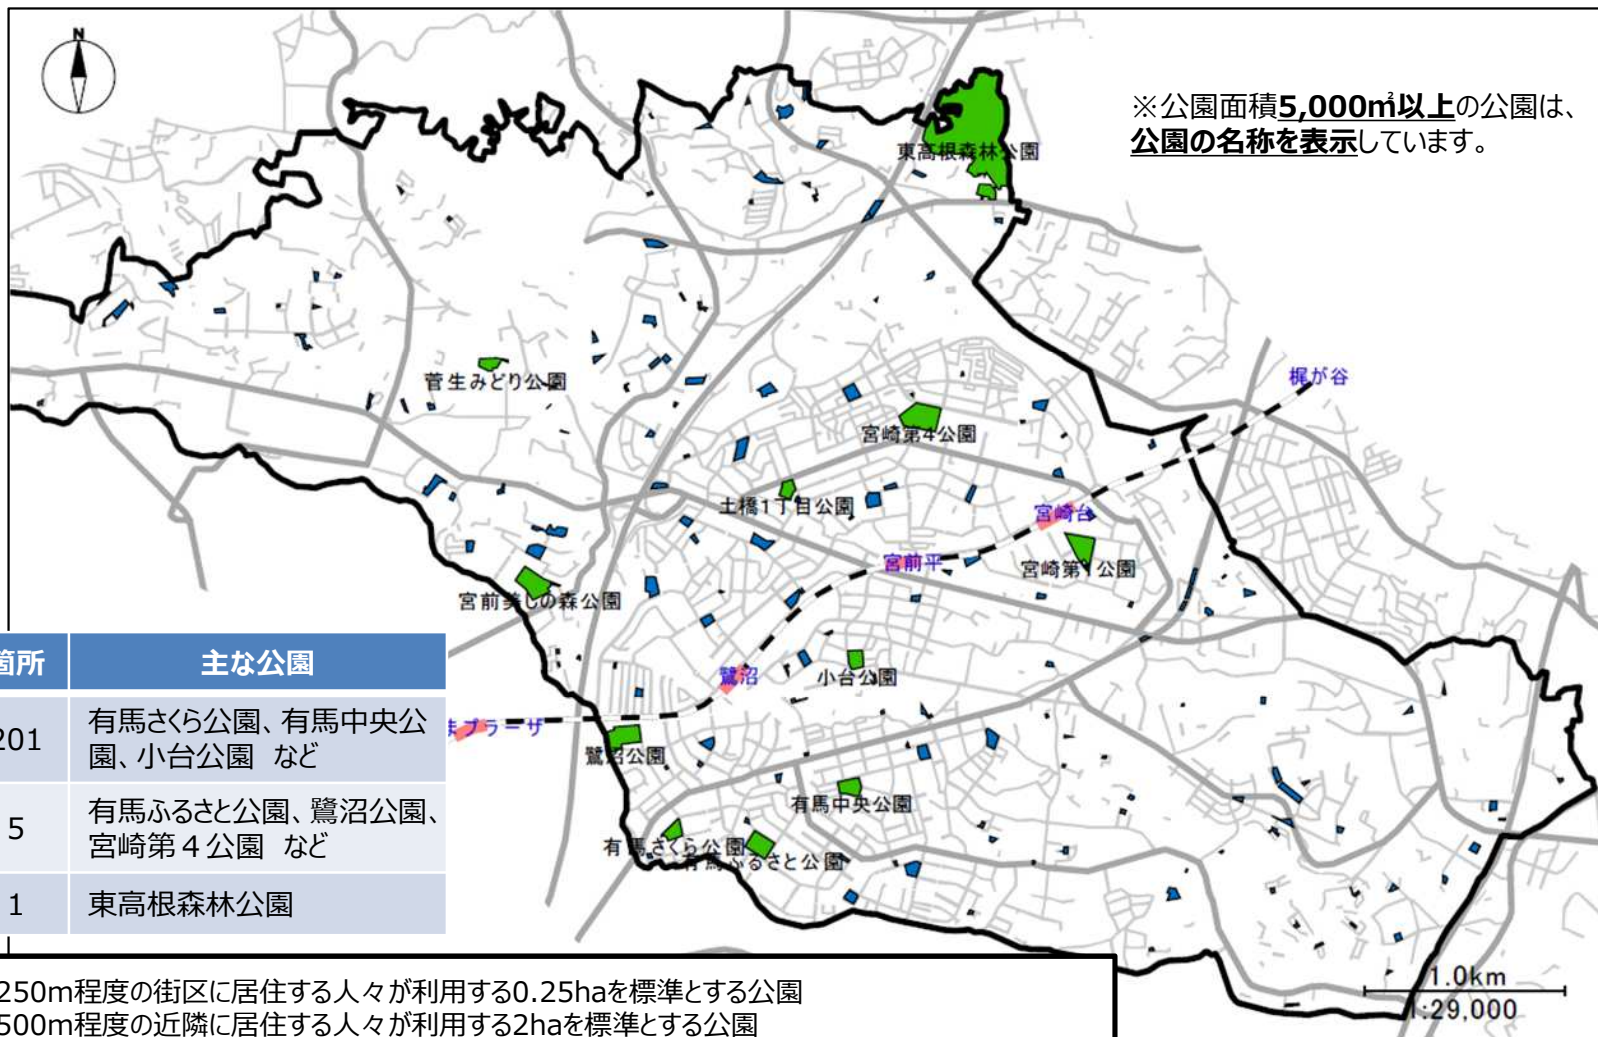 N
※公園面積5,000㎡以上の公園は、
公園の名称を表示しています。
東高根森林公園
菅生みどり公園
梶が谷
宮崎第4公園
土橋1丁目公園
宮崎台
宮前平
宮崎第1公園
宮前美しの森公園
鷺沼
小台公園
まプラーザ
鷺沼公園
有馬中央公園
有馬さくら公園
有馬ふるさと公園
箇所 主な公園
201 有馬さくら公園、有馬中央公
園、小台公園 など
5 有馬ふるさと公園、鷺沼公園、
宮崎第４公園 など
1 東高根森林公園
1.0km
1:29,000
250m程度の街区に居住する人々が利用する0.25haを標準とする公園
500m程度の近隣に居住する人々が利用する2haを標準とする公園